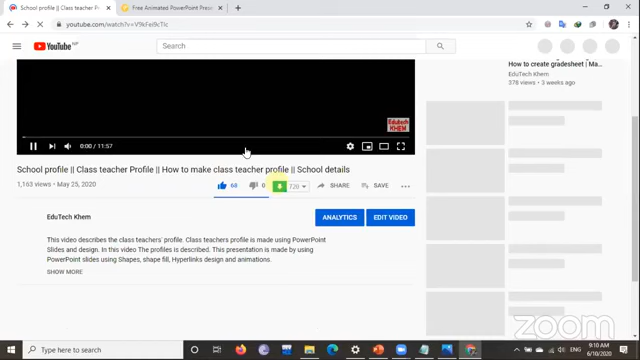 School profile || Class teacher Pr
Free Animated PowerPoint Pres
youtube.com/watch?v=V9kFei9cTlc
YouTube NP
Search
How to create gradesheet | Ma...
EduTech Khem
378 views • 3 weeks ago
Edutech
KHEM
0:00 / 11:57
School profile || Class teacher Profile || How to make class teacher profile || School details
1,163 views • May 25, 2020
68
0
720
SHARE
SAVE
EduTech Khem
ANALYTICS
EDIT VIDEO
This video describes the class teachers' profile. Class teachers profile is made using PowerPoint
Slides and design. In this video The profiles is described. This presentation is made by using
PowerPoint slides using Shapes, shape fill, Hyperlinks design and animations.
SHOW MORE
zoom
Type here to search
ENG
9:10 AM
6/10/2020